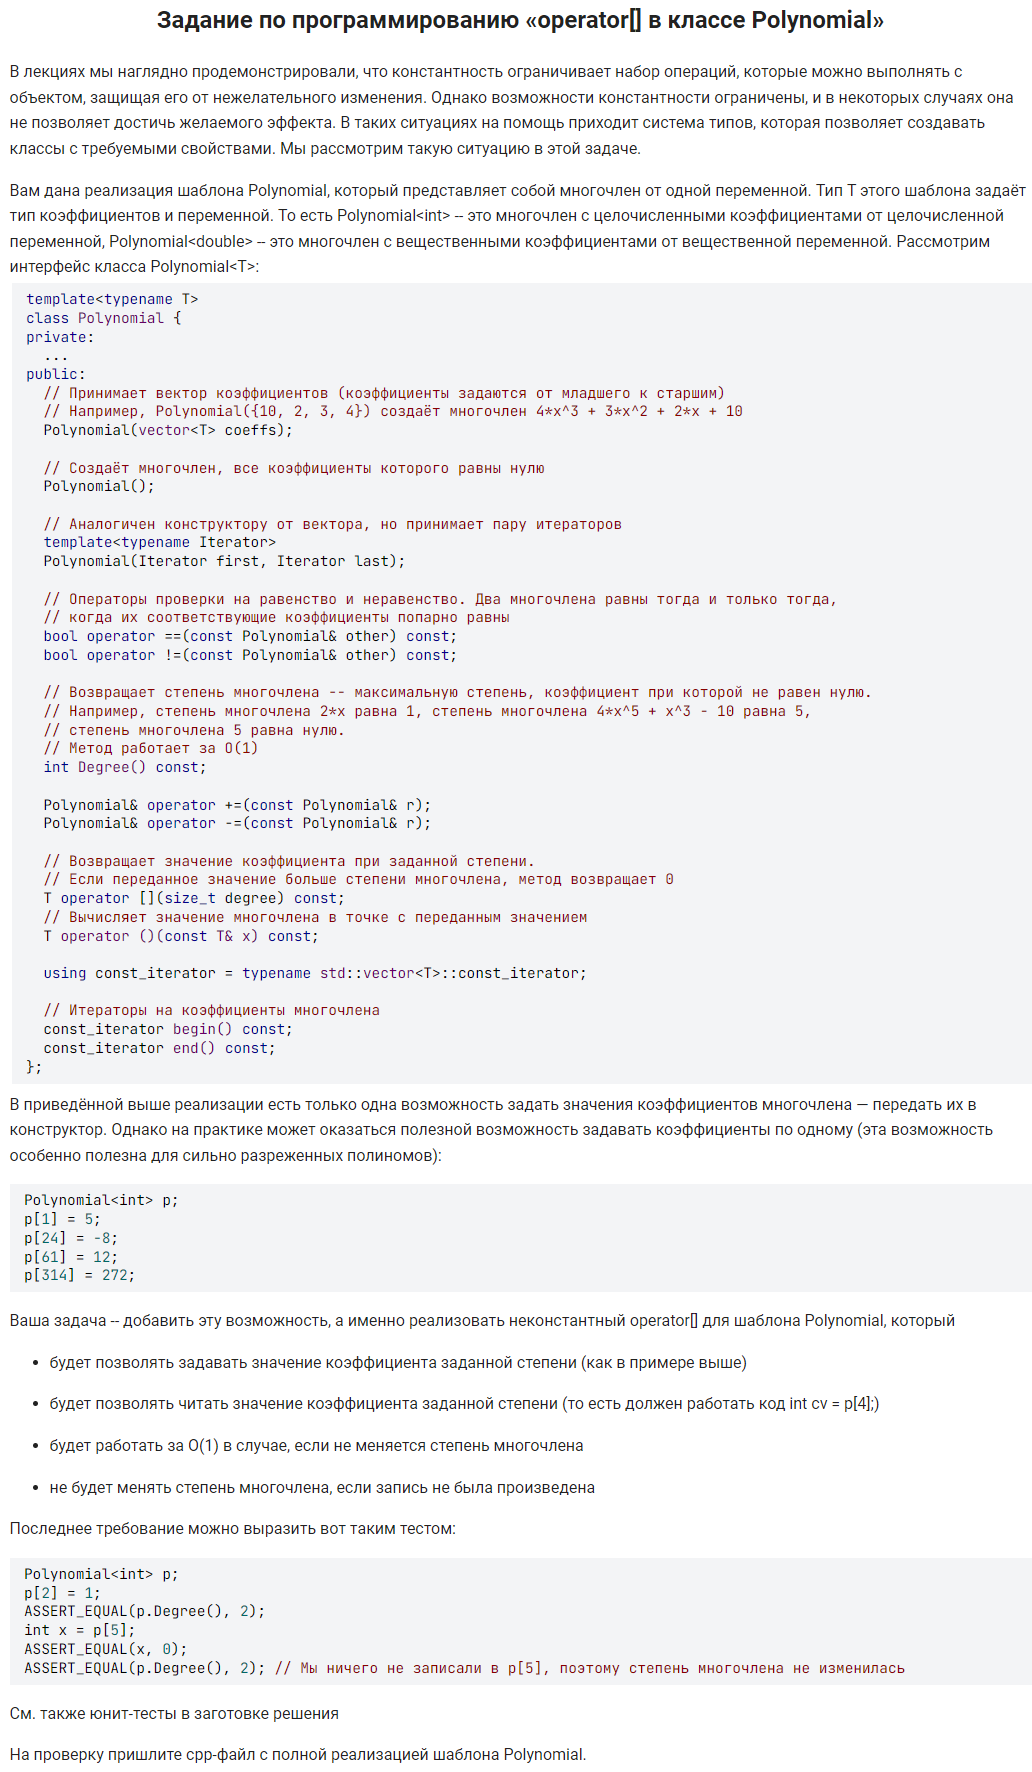 Задание по программированию «operator[] в классе Polynomial»
В лекциях мы наглядно продемонстрировали, что константность ограничивает набор операций, которые можно выполнять с
объектом, защищая его от нежелательного изменения. Однако возможности константности ограничены, и в некоторых случаях она
не позволяет достичь желаемого эффекта. В таких ситуациях на помощь приходит система типов, которая позволяет создавать
классы с требуемыми свойствами. Мы рассмотрим такую ситуацию в этой задаче.
Вам дана реализация шаблона Polynomial, который представляет собой многочлен от одной переменной. Тип T этого шаблона задаёт
тип коэффициентов и переменной. То есть Polynomial<int> -- это многочлен с целочисленными коэффициентами от целочисленной
переменной, Polynomial<double> -- это многочлен с вещественными коэффициентами от вещественной переменной. Рассмотрим
интерфейс класса Polynomial<T>:
template<typename T>
class Polynomial {
private:
  ...
public:
  // Принимает вектор коэффициентов (коэффициенты задаются от младшего к старшим)
  // Например, Polynomial({10, 2, 3, 4}) создаёт многочлен 4*x^3 + 3*x^2 + 2*x + 10
  Polynomial(vector<T> coeffs);
  // Создаёт многочлен, все коэффициенты которого равны нулю
  Polynomial();
  // Аналогичен конструктору от вектора, но принимает пару итераторов
  template<typename Iterator>
  Polynomial(Iterator first, Iterator last);
  // Операторы проверки на равенство и неравенство. Два многочлена равны тогда и только тогда,
  // когда их соответствующие коэффициенты попарно равны
  bool operator ==(const Polynomial& other) const;
  bool operator !=(const Polynomial& other) const;
  // Возвращает степень многочлена -- максимальную степень, коэффициент при которой не равен нулю.
  // Например, степень многочлена 2*x равна 1, степень многочлена 4*x^5 + x^3 - 10 равна 5,
  // степень многочлена 5 равна нулю.
  // Метод работает за O(1)
  int Degree() const;
  Polynomial& operator +=(const Polynomial& r);
  Polynomial& operator -=(const Polynomial& r);
  // Возвращает значение коэффициента при заданной степени.
  // Если переданное значение больше степени многочлена, метод возвращает 0
  T operator [](size_t degree) const;
  // Вычисляет значение многочлена в точке с переданным значением
  T operator ()(const T& x) const;
  using const_iterator = typename std::vector<T>::const_iterator;
  // Итераторы на коэффициенты многочлена
  const_iterator begin() const;
  const_iterator end() const;
};
В приведённой выше реализации есть только одна возможность задать значения коэффициентов многочлена — передать их в
конструктор. Однако на практике может оказаться полезной возможность задавать коэффициенты по одному (эта возможность
особенно полезна для сильно разреженных полиномов):
Polynomial<int> p;
p[1] = 5;
p[24] = -8;
p[61] = 12;
p[314] = 272;
Ваша задача -- добавить эту возможность, а именно реализовать неконстантный operator[] для шаблона Polynomial, который
• будет позволять задавать значение коэффициента заданной степени (как в примере выше)
• будет позволять читать значение коэффициента заданной степени (то есть должен работать код int cv = p[4];)
• будет работать за O(1) в случае, если не меняется степень многочлена
• не будет менять степень многочлена, если запись не была произведена
Последнее требование можно выразить вот таким тестом:
Polynomial<int> p;
p[2] = 1;
ASSERT_EQUAL(p.Degree(), 2);
int x = p[5];
ASSERT_EQUAL(x, 0);
ASSERT_EQUAL(p.Degree(), 2); // Мы ничего не записали в p[5], поэтому степень многочлена не изменилась
См. также юнит-тесты в заготовке решения
На проверку пришлите cpp-файл с полной реализацией шаблона Polynomial.